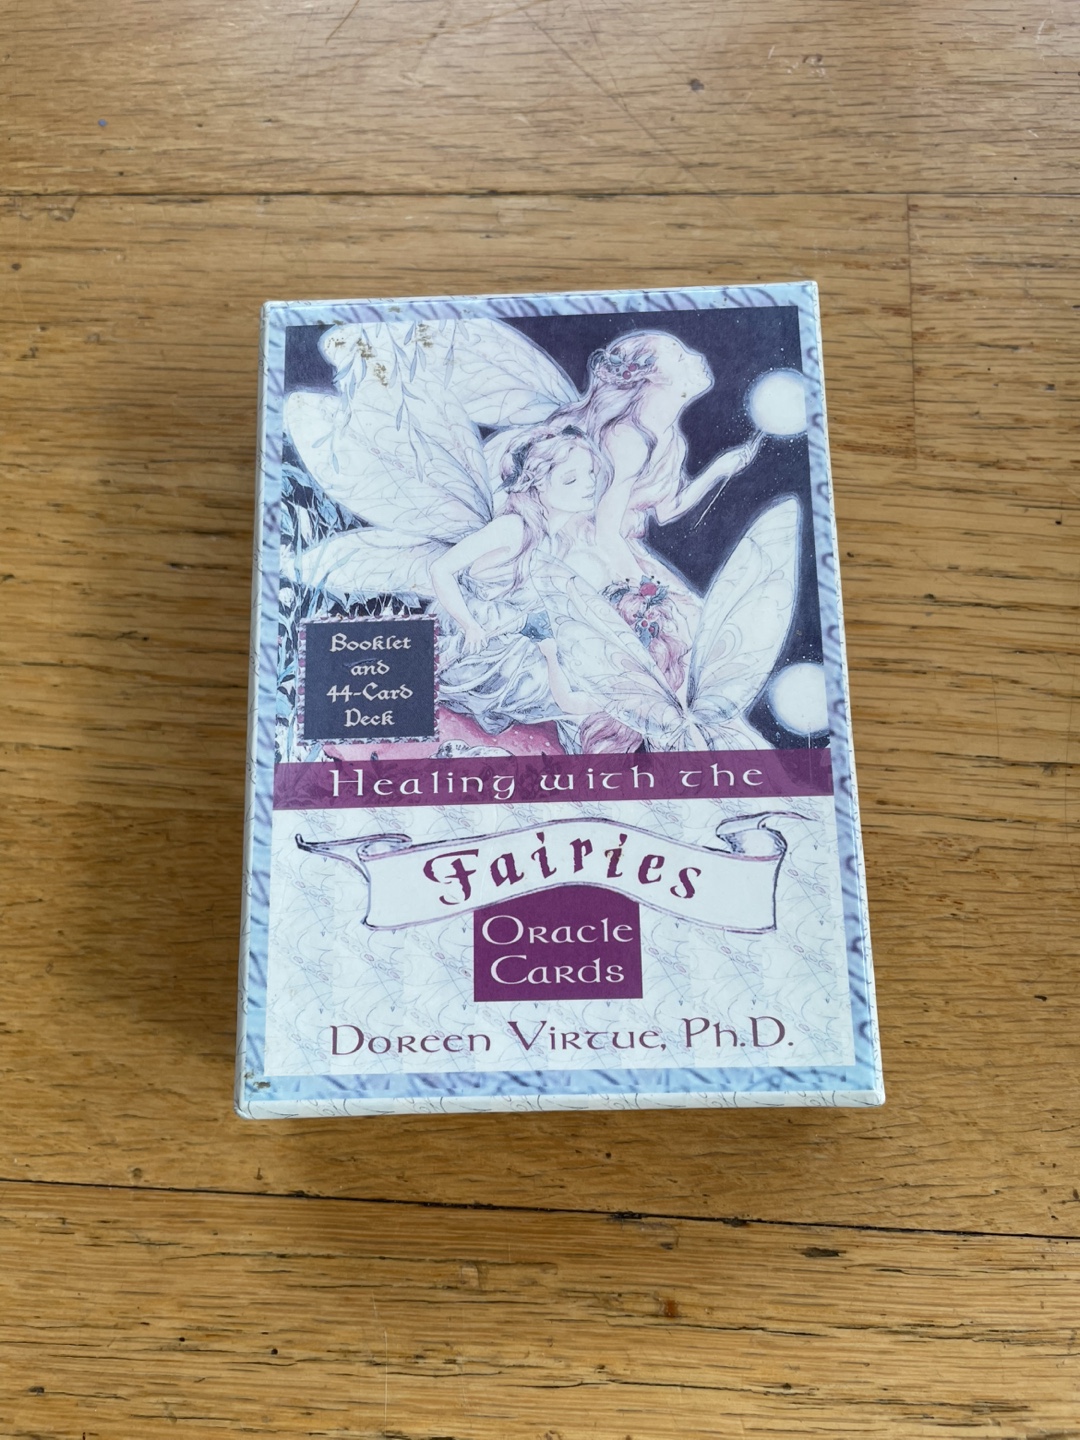 Booklet
and
44-Card
Deck
Healing with the
Fairies
Oracle
Cards
Doreen Virtue, Ph.D.